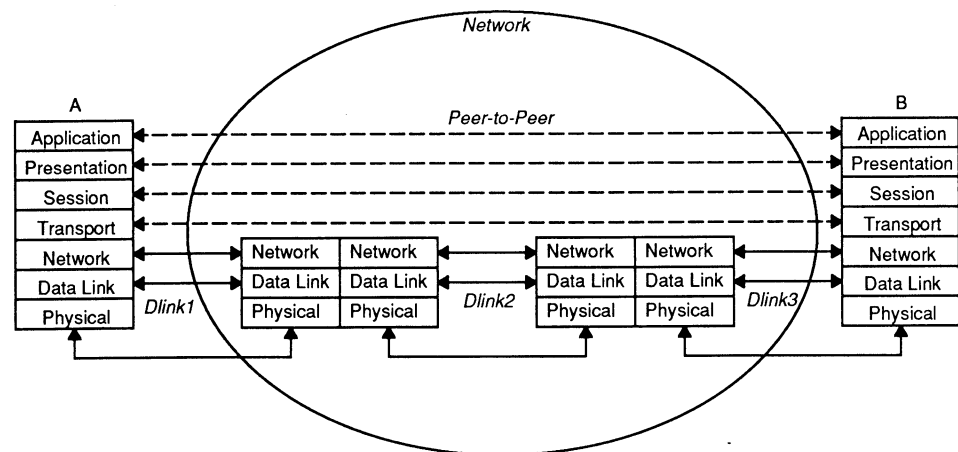 Network
A
B
Peer-to-Peer
Application
Application
Presentation
Presentation
Session
Session
Transport
Transport
Network
Network
Network
Network
Network
Network
Data Link
Data Link
Data Link
Data Link
Data Link
Data Link
Dlink1
Dlink2
Dlink3
Physical
Physical
Physical
Physical
Physical
Physical